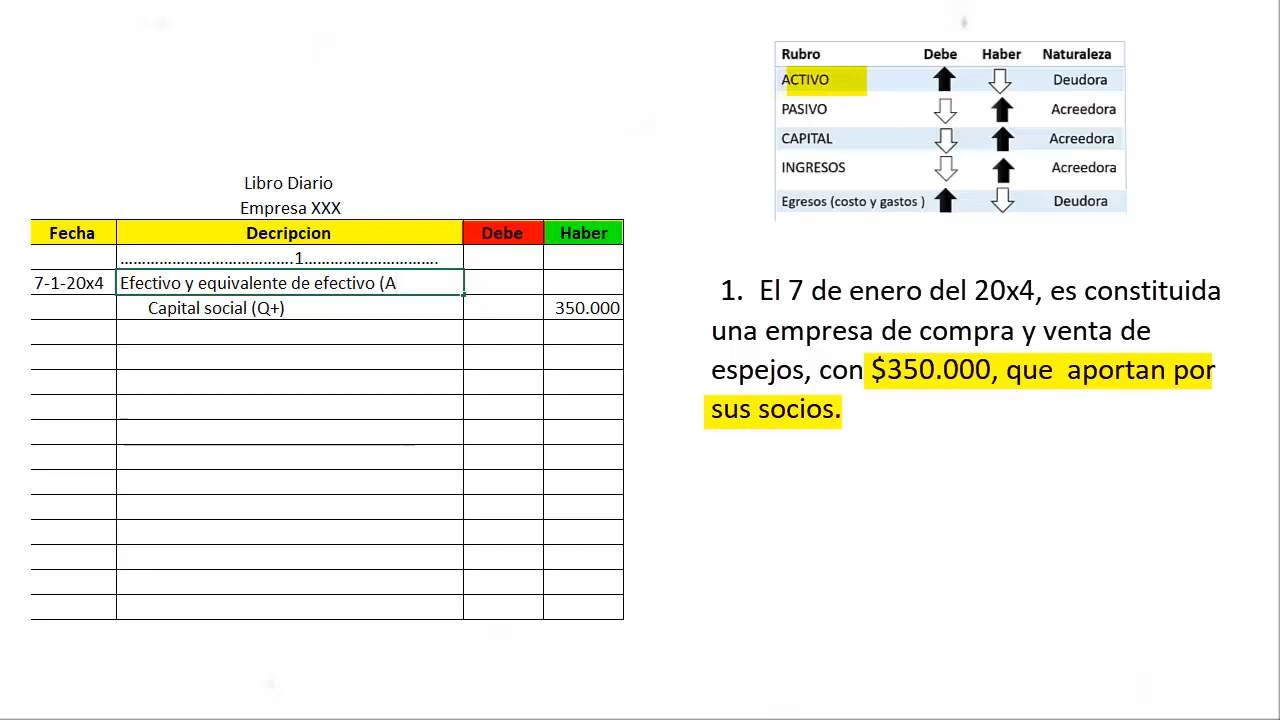 Libro Diario
Empresa XXX
Fecha Decripcion Debe Haber
…………………………………….1………………………….
7-1-20x4 Efectivo y equivalente de efectivo (A
Capital social (Q+) 350.000
Rubro Debe Haber Naturaleza
ACTIVO Deudora
PASIVO Acreedora
CAPITAL Acreedora
INGRESOS Acreedora
Egresos (costo y gastos ) Deudora
1. El 7 de enero del 20x4, es constituida
una empresa de compra y venta de
espejos, con $350.000, que aportan por
sus socios.